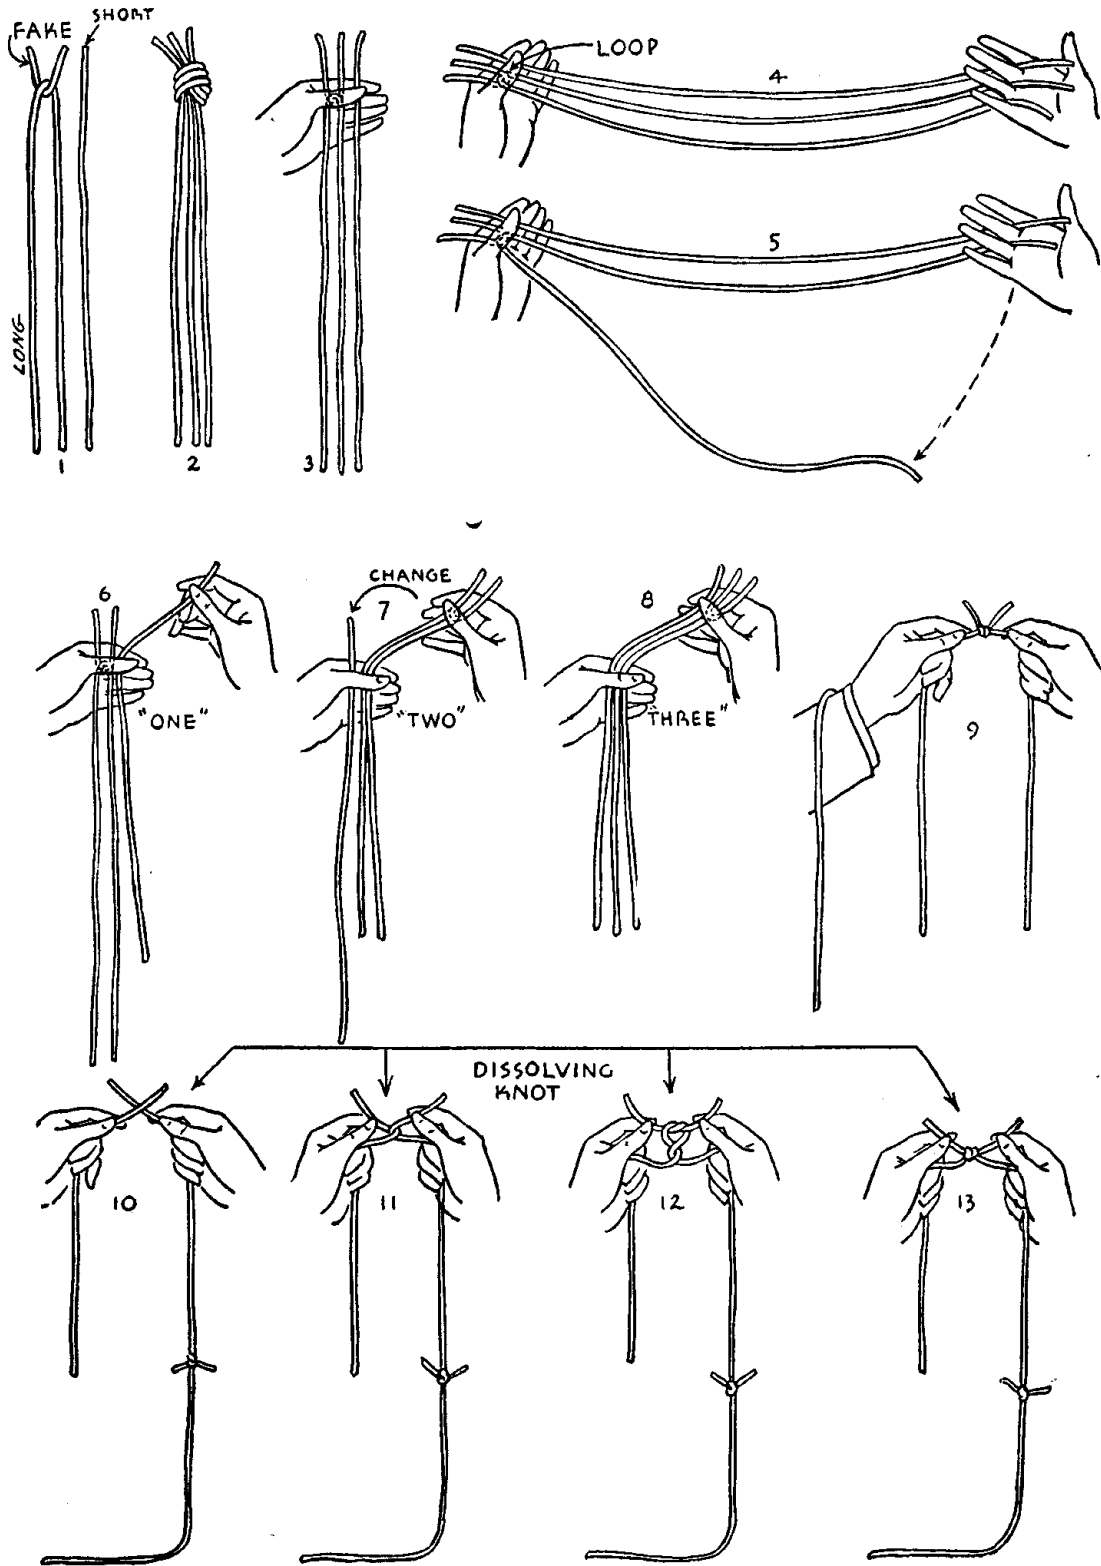 FAKE
SHORT
LONG
1
2
3
LOOP
4
5
6
"ONE"
CHANGE
7
"TWO"
8
"THREE"
9
DISSOLVING
KNOT
10
11
12
13